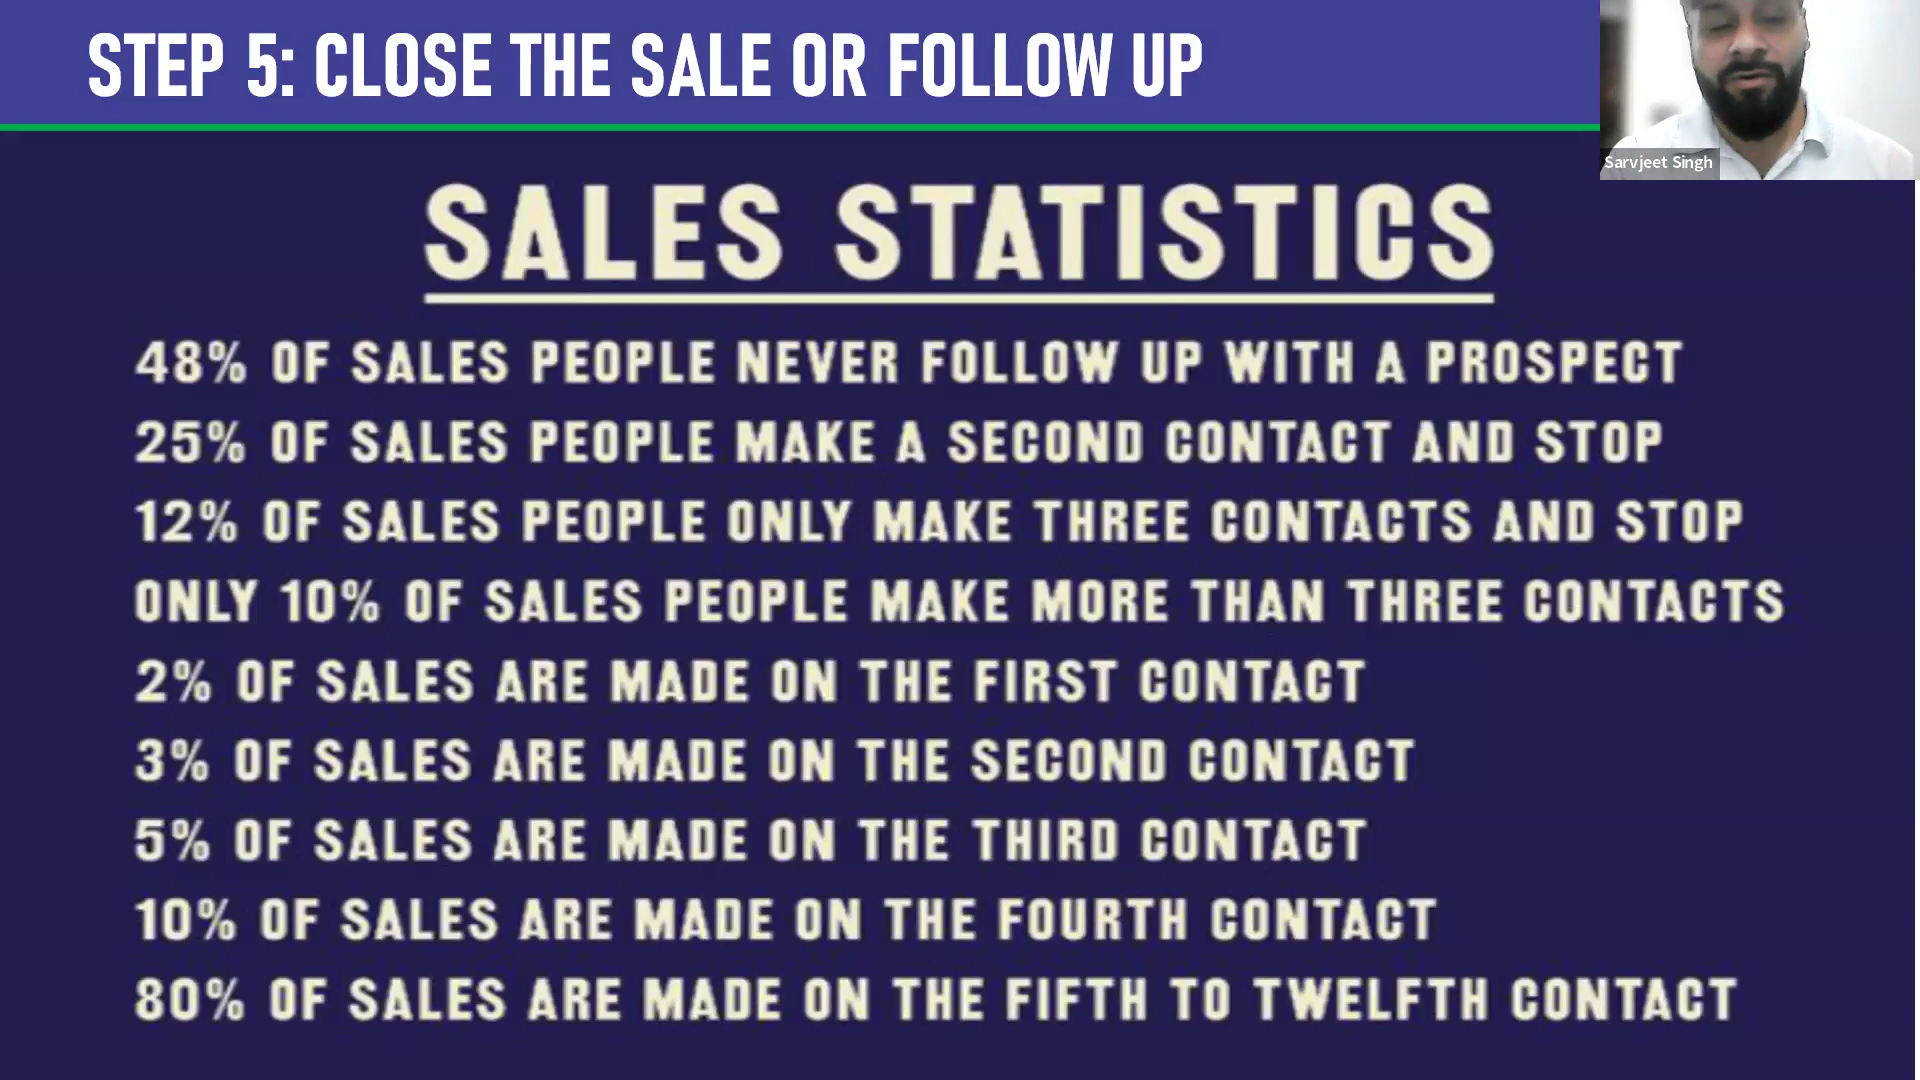 STEP 5: CLOSE THE SALE OR FOLLOW UP
Sarvjeet Singh
SALES STATISTICS
48% OF SALES PEOPLE NEVER FOLLOW UP WITH A PROSPECT
25% OF SALES PEOPLE MAKE A SECOND CONTACT AND STOP
12% OF SALES PEOPLE ONLY MAKE THREE CONTACTS AND STOP
ONLY 10% OF SALES PEOPLE MAKE MORE THAN THREE CONTACTS
2% OF SALES ARE MADE ON THE FIRST CONTACT
3% OF SALES ARE MADE ON THE SECOND CONTACT
5% OF SALES ARE MADE ON THE THIRD CONTACT
10% OF SALES ARE MADE ON THE FOURTH CONTACT
80% OF SALES ARE MADE ON THE FIFTH TO TWELFTH CONTACT